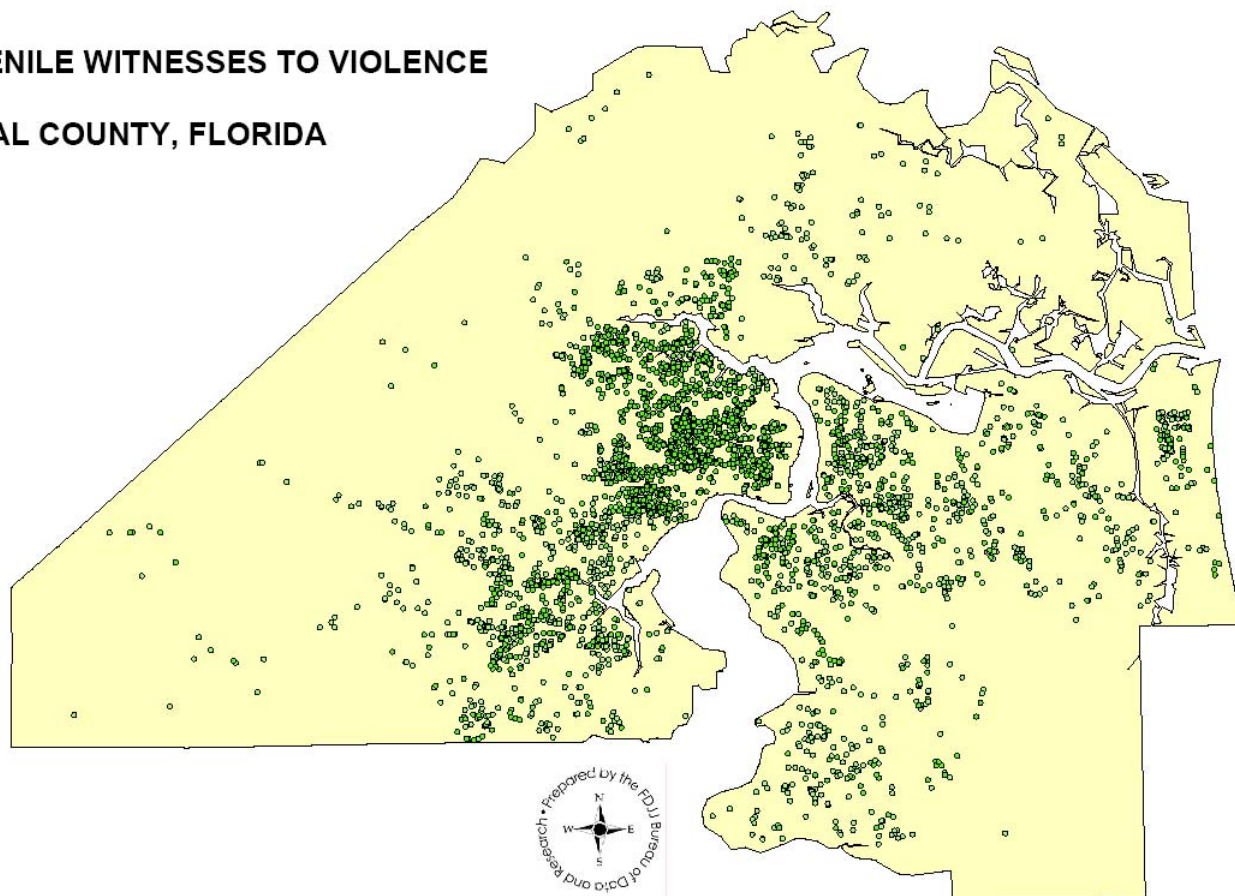 ENILE WITNESSES TO VIOLENCE
AL COUNTY, FLORIDA
Prepared by the FDJJ Bureau of Data and Research •
N
W E
S